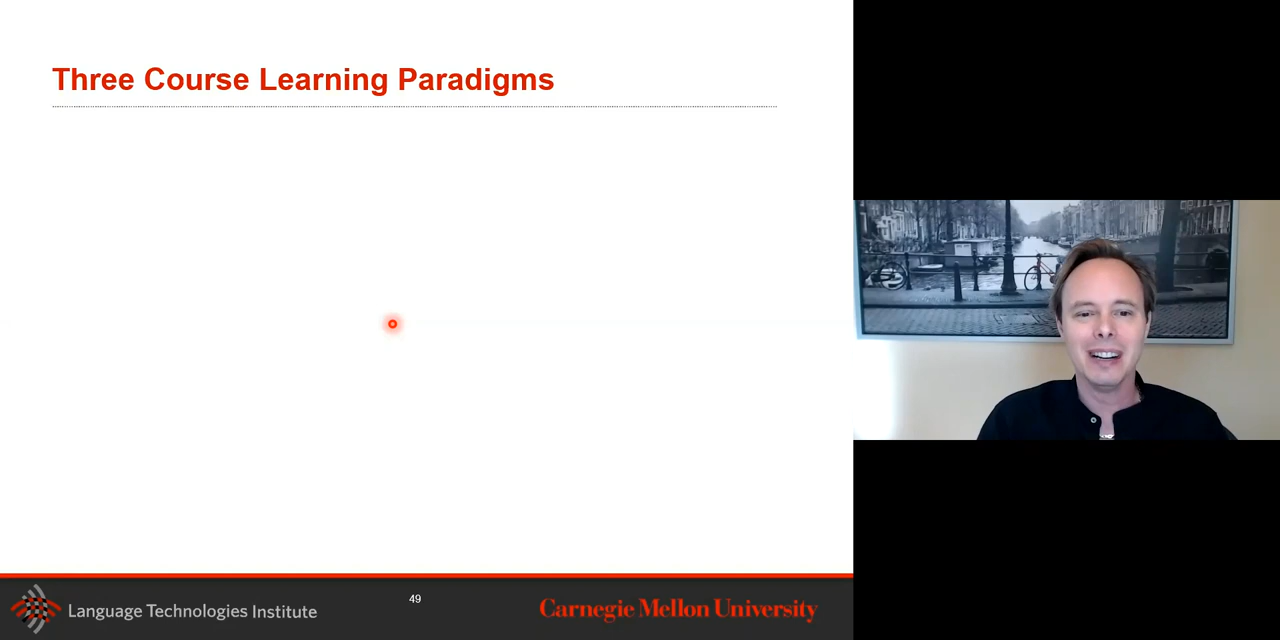 Three Course Learning Paradigms
Language Technologies Institute
49
Carnegie Mellon University